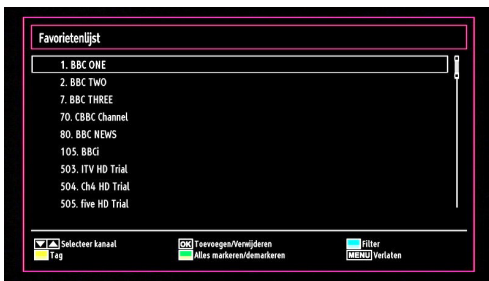 Favorietenlijst
1. BBC ONE
2. BBC TWO
7. BBC THREE
70. CBBC Channel
80. BBC NEWS
105. BBCi
503. ITV HD Trial
504. Ch4 HD Trial
505. five HD Trial
Selecteer kanaal OK Toevoegen/Verwijderen Filter
Tag Alles markeren/demarkeren MENU Verlaten